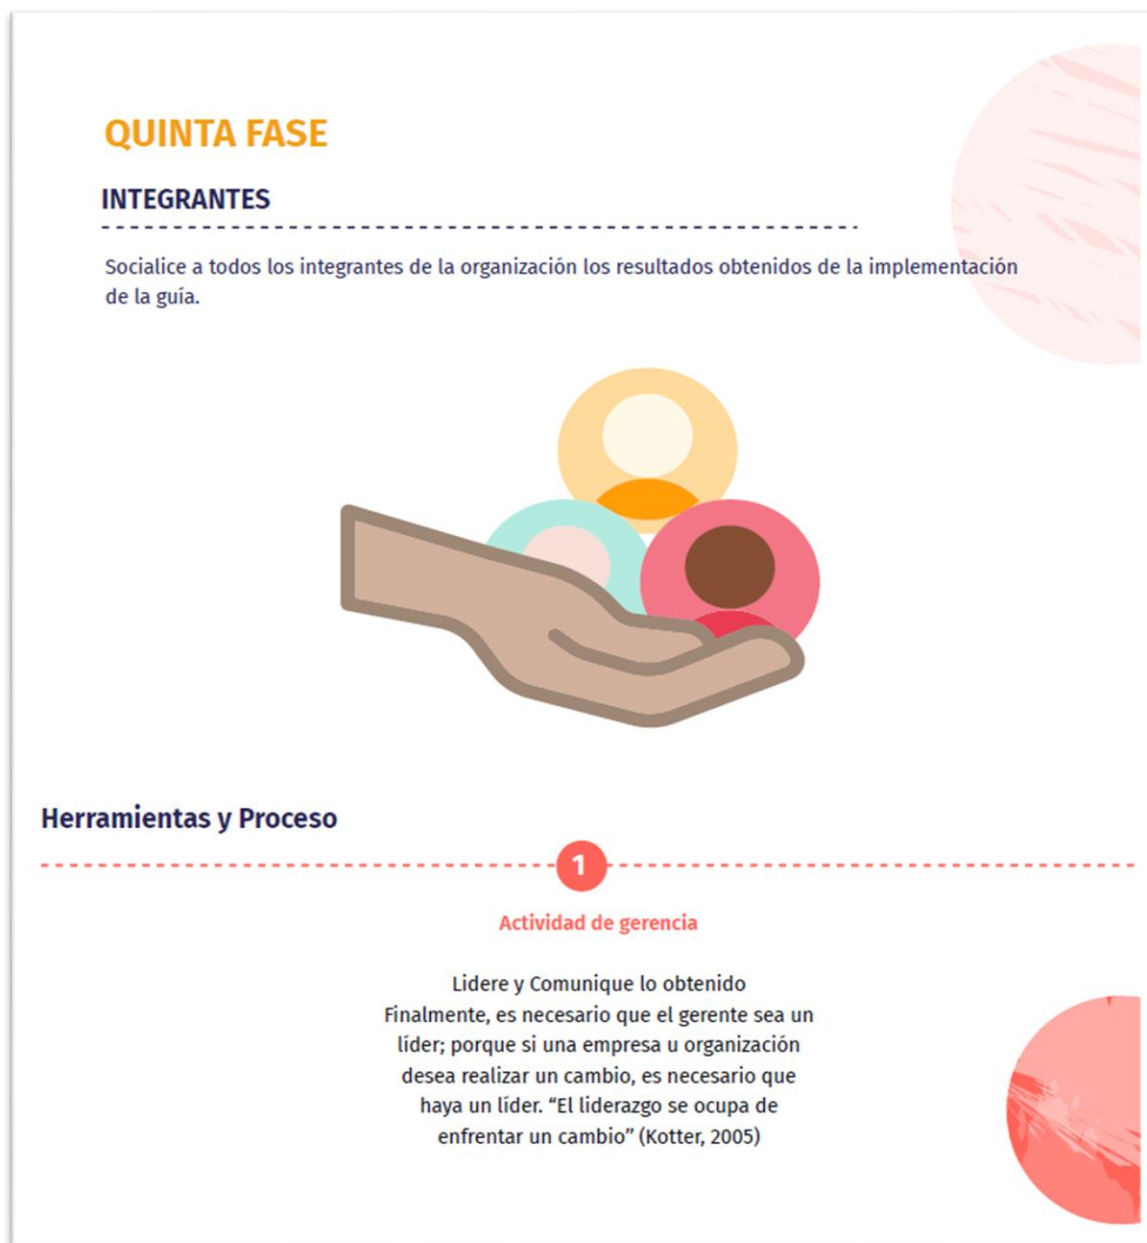 QUINTA FASE
INTEGRANTES
Socialice a todos los integrantes de la organización los resultados obtenidos de la implementación
de la guía.
Herramientas y Proceso
1
Actividad de gerencia
Lidere y Comunique lo obtenido
Finalmente, es necesario que el gerente sea un
líder; porque si una empresa u organización
desea realizar un cambio, es necesario que
haya un líder. “El liderazgo se ocupa de
enfrentar un cambio” (Kotter, 2005)